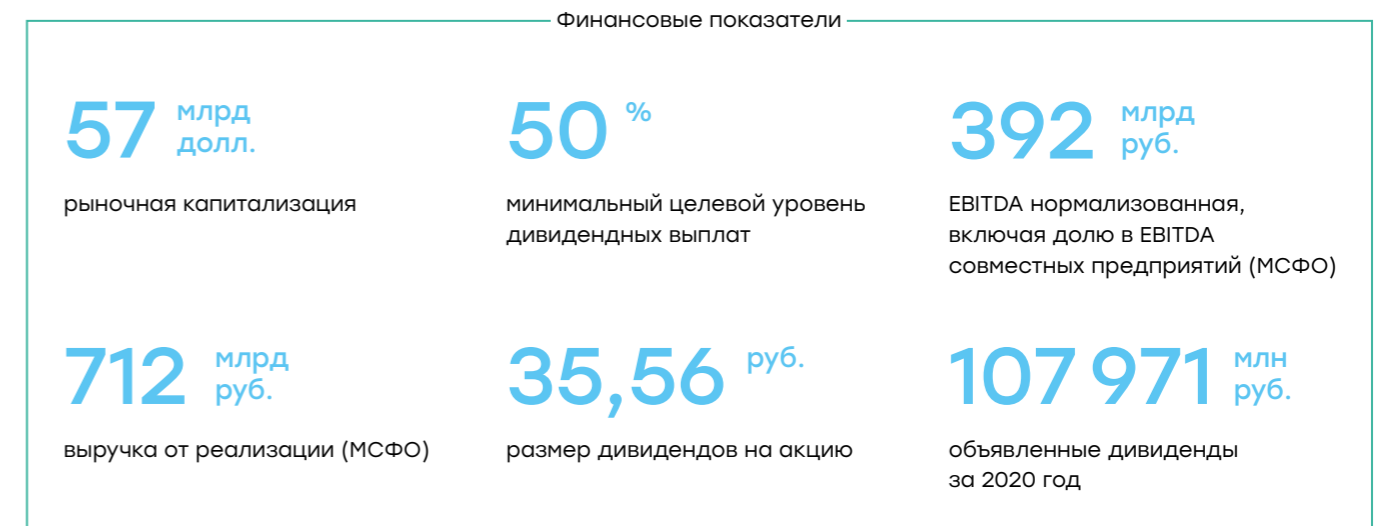 Финансовые показатели
57 млрд
долл.
рыночная капитализация
50 %
минимальный целевой уровень
дивидендных выплат
392 млрд
руб.
EBITDA нормализованная,
включая долю в EBITDA
совместных предприятий (МСФО)
712 млрд
руб.
выручка от реализации (МСФО)
35,56 руб.
размер дивидендов на акцию
107 971 млн
руб.
объявленные дивиденды
за 2020 год